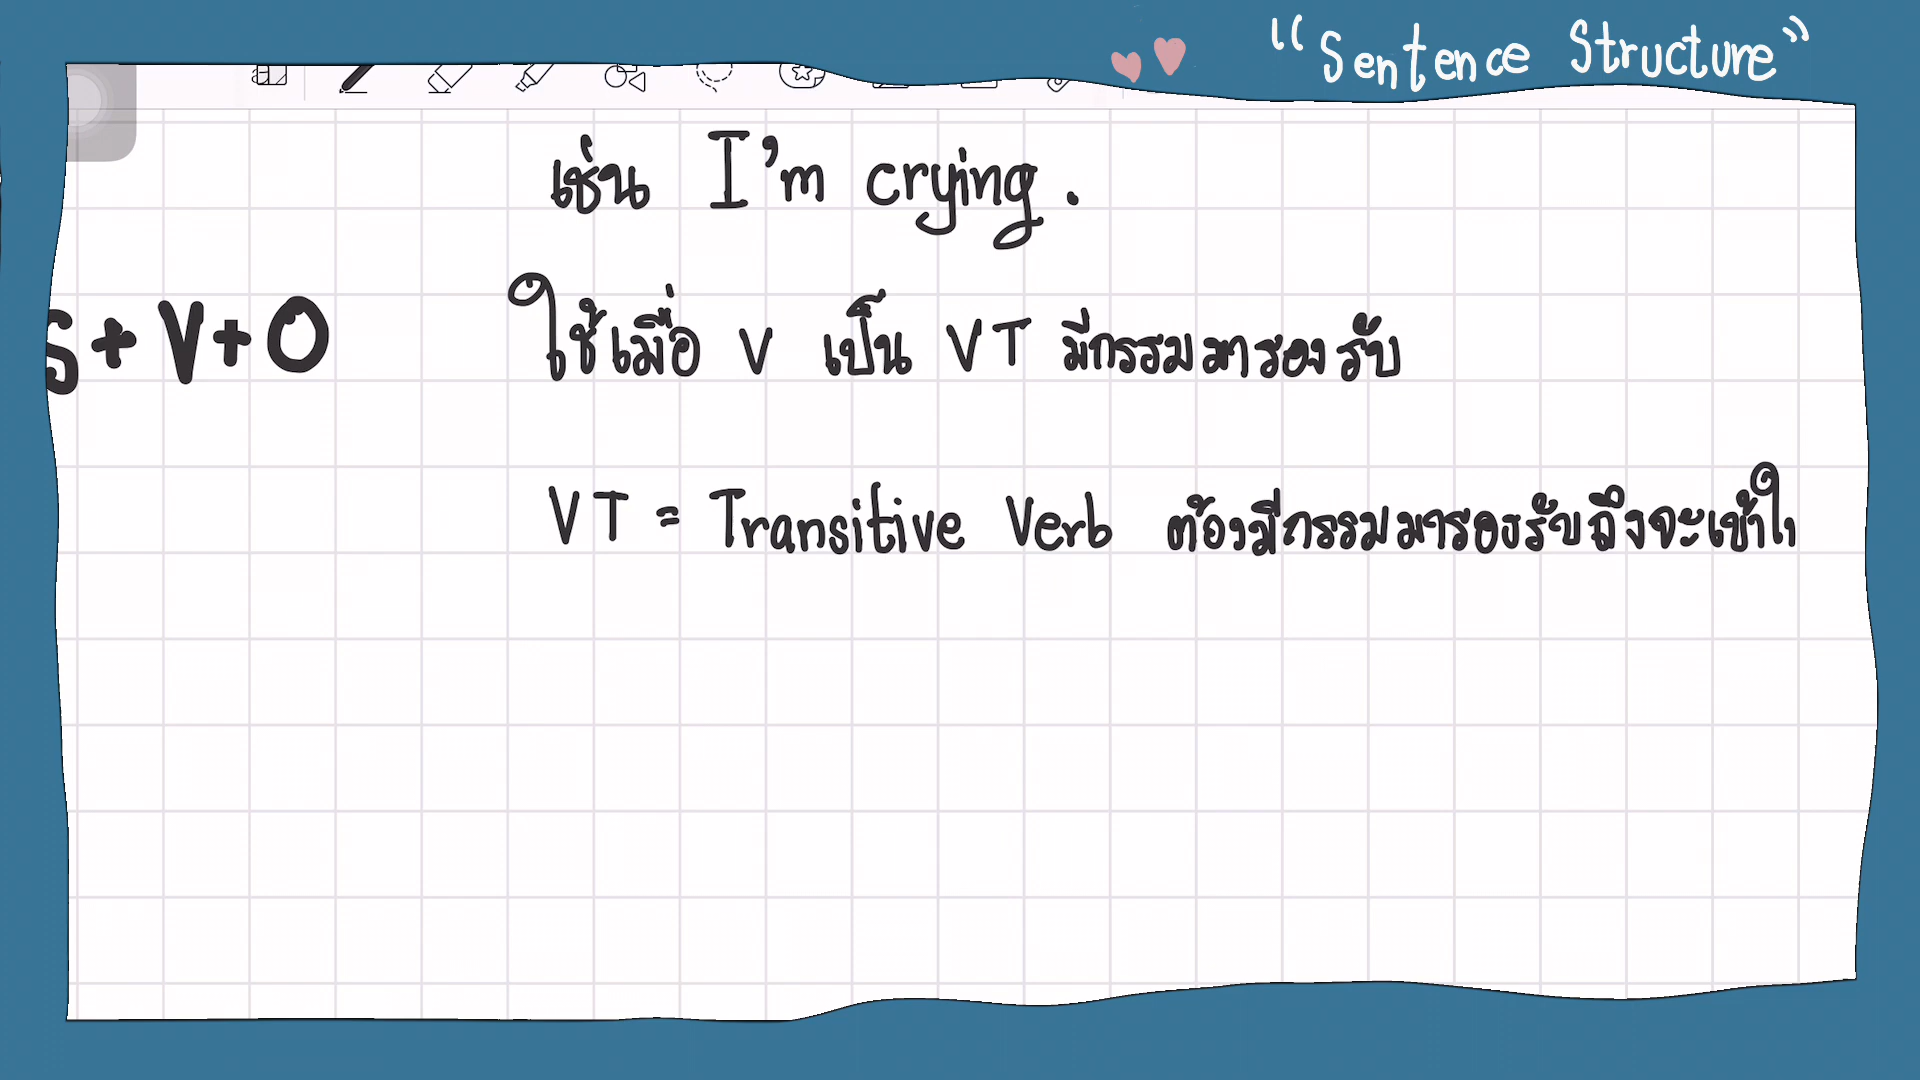 "Sentence Structure"
เช่น I'm crying.
S + V + O ใช้เมื่อ V เป็น VT มีกรรมมารองรับ
VT = Transitive Verb ต้องมีกรรมมารองรับถึงจะเข้าใ